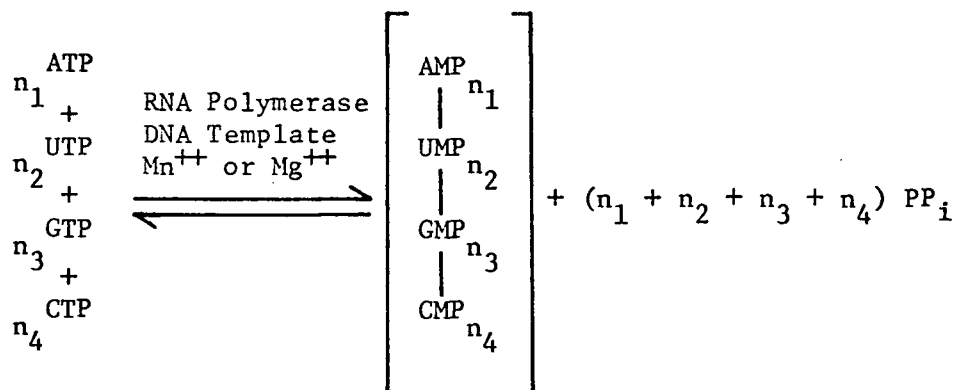 n₁ ATP
+
n₂ UTP
+
n₃ GTP
+
n₄ CTP
RNA Polymerase
DNA Template
Mn⁺⁺ or Mg⁺⁺
AMP n₁
UMP n₂
GMP n₃
CMP n₄
+ (n₁ + n₂ + n₃ + n₄) PPᵢ